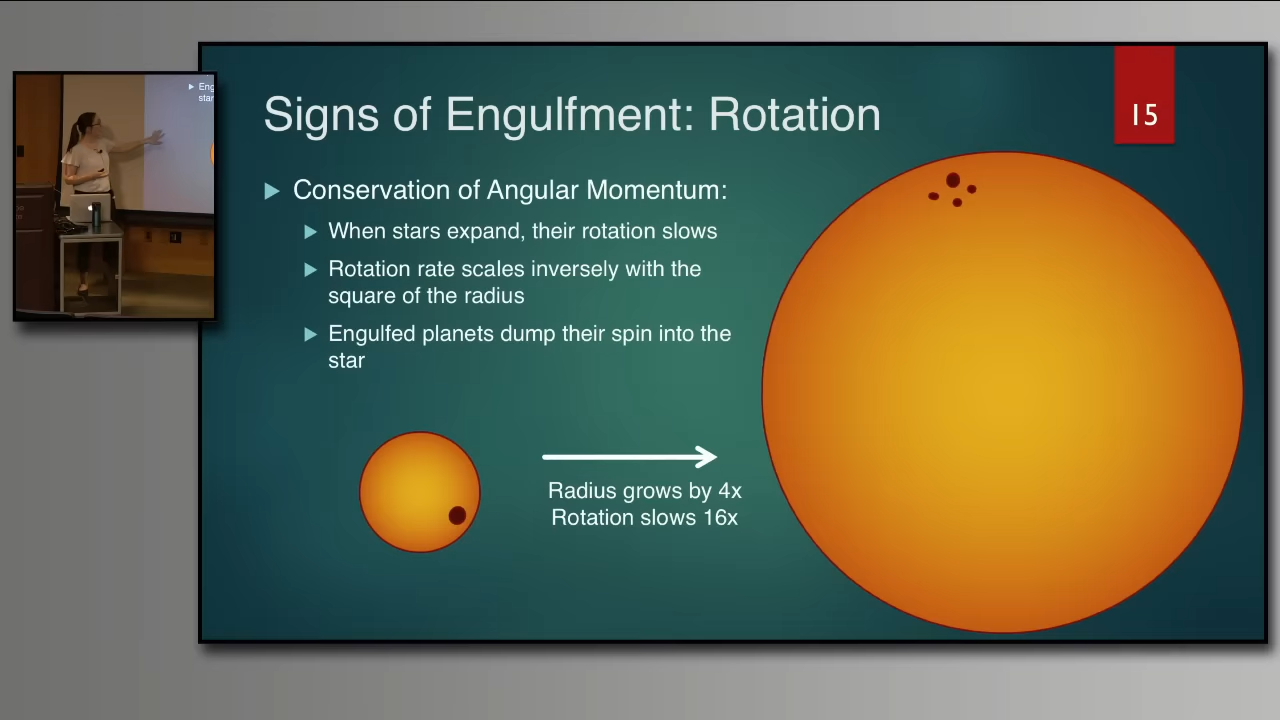 Signs of Engulfment: Rotation
15
Conservation of Angular Momentum:
When stars expand, their rotation slows
Rotation rate scales inversely with the
square of the radius
Engulfed planets dump their spin into the
star
Radius grows by 4x
Rotation slows 16x
Eng
star